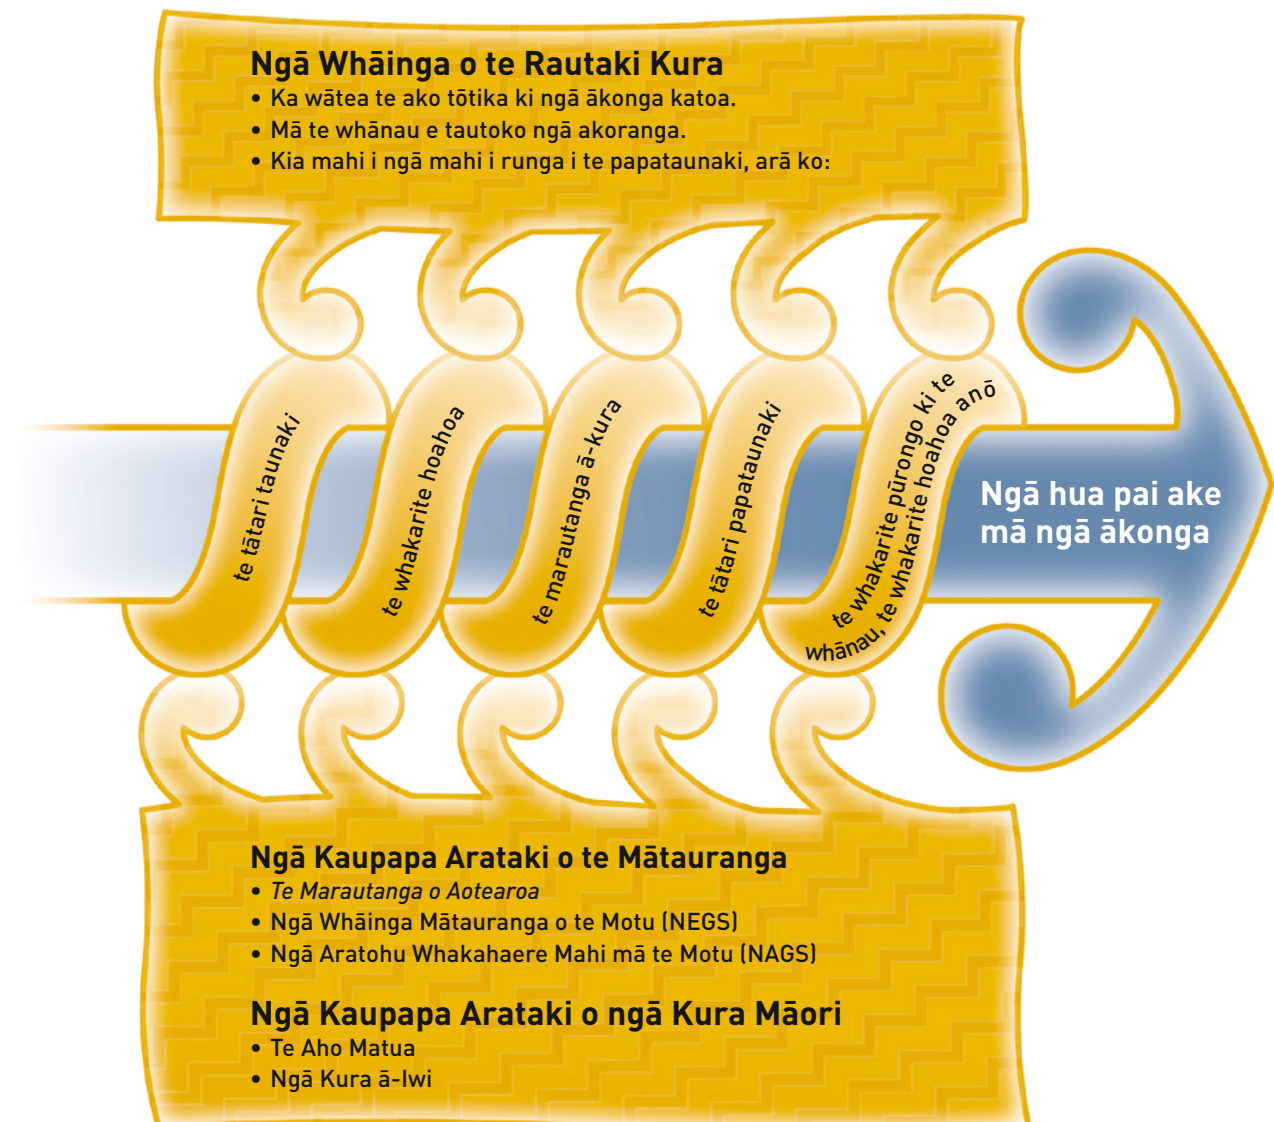 Ngā Whāinga o te Rautaki Kura
• Ka wātea te ako tōtika ki ngā ākonga katoa.
• Mā te whānau e tautoko ngā akoranga.
• Kia mahi i ngā mahi i runga i te papataunaki, arā ko:
te tātari taunaki
te whakarite hoahoa
te marautanga ā-kura
te tātari papataunaki
te whakarite pūrongo ki te
whānau, te whakarite hoahoa anō
Ngā hua pai ake
mā ngā ākonga
Ngā Kaupapa Arataki o te Mātauranga
• Te Marautanga o Aotearoa
• Ngā Whāinga Mātauranga o te Motu (NEGS)
• Ngā Aratohu Whakahaere Mahi mā te Motu (NAGS)
Ngā Kaupapa Arataki o ngā Kura Māori
• Te Aho Matua
• Ngā Kura ā-Iwi